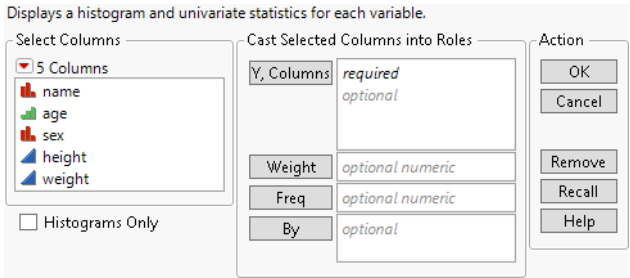 Displays a histogram and univariate statistics for each variable.
Select Columns
5 Columns
name
age
sex
height
weight
Histograms Only
Cast Selected Columns into Roles
Y, Columns
required
optional
Weight
optional numeric
Freq
optional numeric
By
optional
Action
OK
Cancel
Remove
Recall
Help